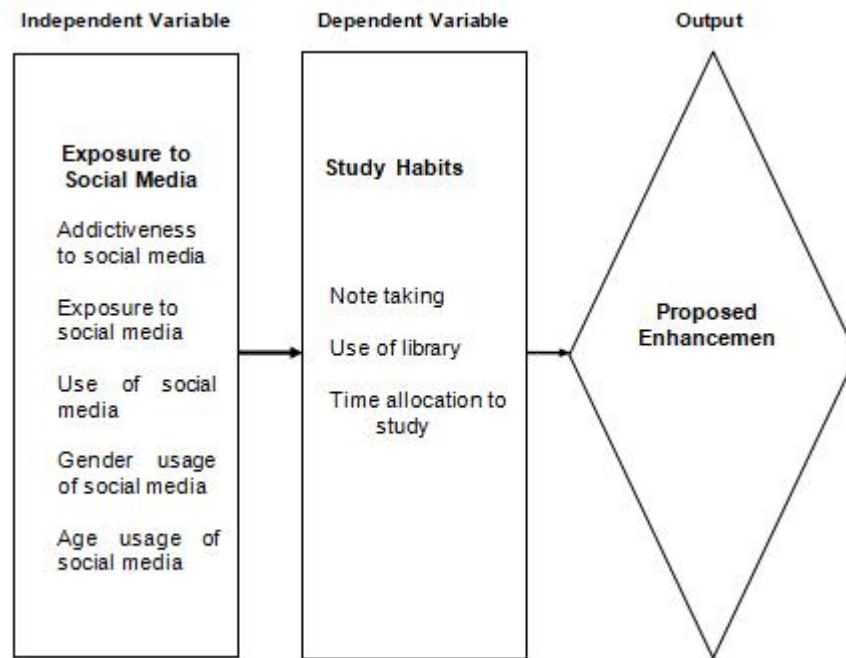 Independent Variable
Dependent Variable
Output
Exposure to
Social Media
Addictiveness
to social media
Exposure to
social media
Use of social
media
Gender usage
of social media
Age usage of
social media
Study Habits
Note taking
Use of library
Time allocation to
study
Proposed
Enhancemen